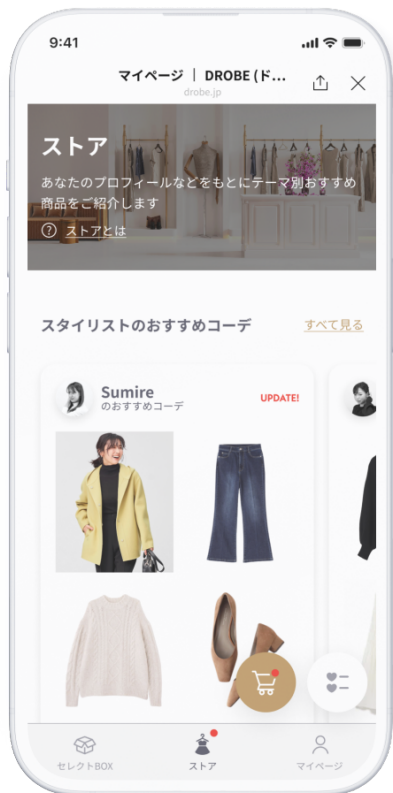 9:41
マイページ | DROBE (ド...
drobe.jp
ストア
あなたのプロフィールなどをもとにテーマ別おすすめ
商品をご紹介します
? ストアとは
スタイリストのおすすめコーデ
すべて見る
Sumire
のおすすめコーデ
UPDATE!
セレクトBOX
ストア
マイページ